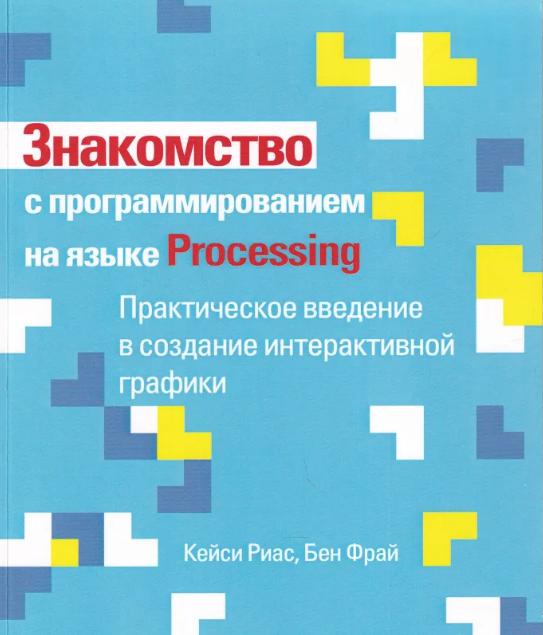 Знакомство
с программированием
на языке Processing
Практическое введение
в создание интерактивной
графики
Кейси Риас, Бен Фрай